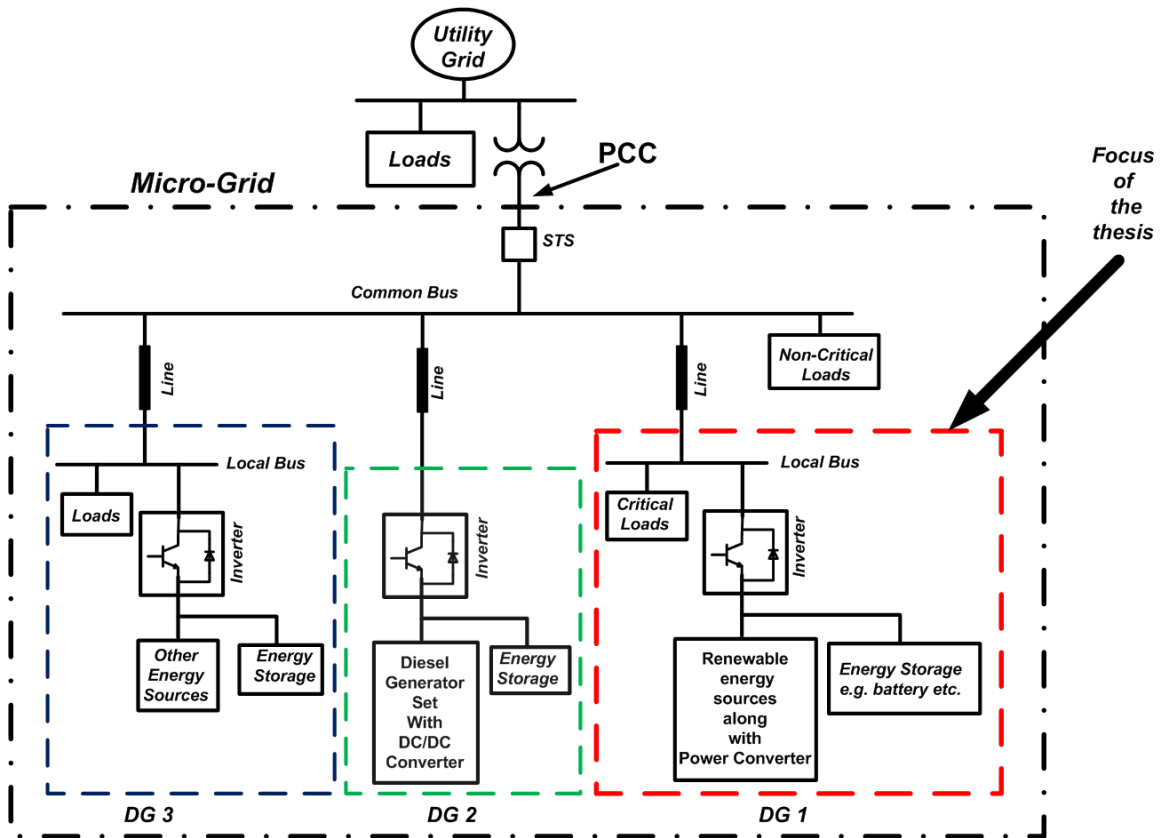 Utility
Grid
Loads
PCC
Focus
of
the
thesis
Micro-Grid
STS
Common Bus
Line
Line
Line
Non-Critical
Loads
Local Bus
Loads
Inverter
Other
Energy
Sources
Energy
Storage
DG 3
Inverter
Diesel
Generator
Set
With
DC/DC
Converter
Energy
Storage
DG 2
Local Bus
Critical
Loads
Inverter
Renewable
energy
sources
along
with
Power Converter
Energy Storage
e.g. battery etc.
DG 1